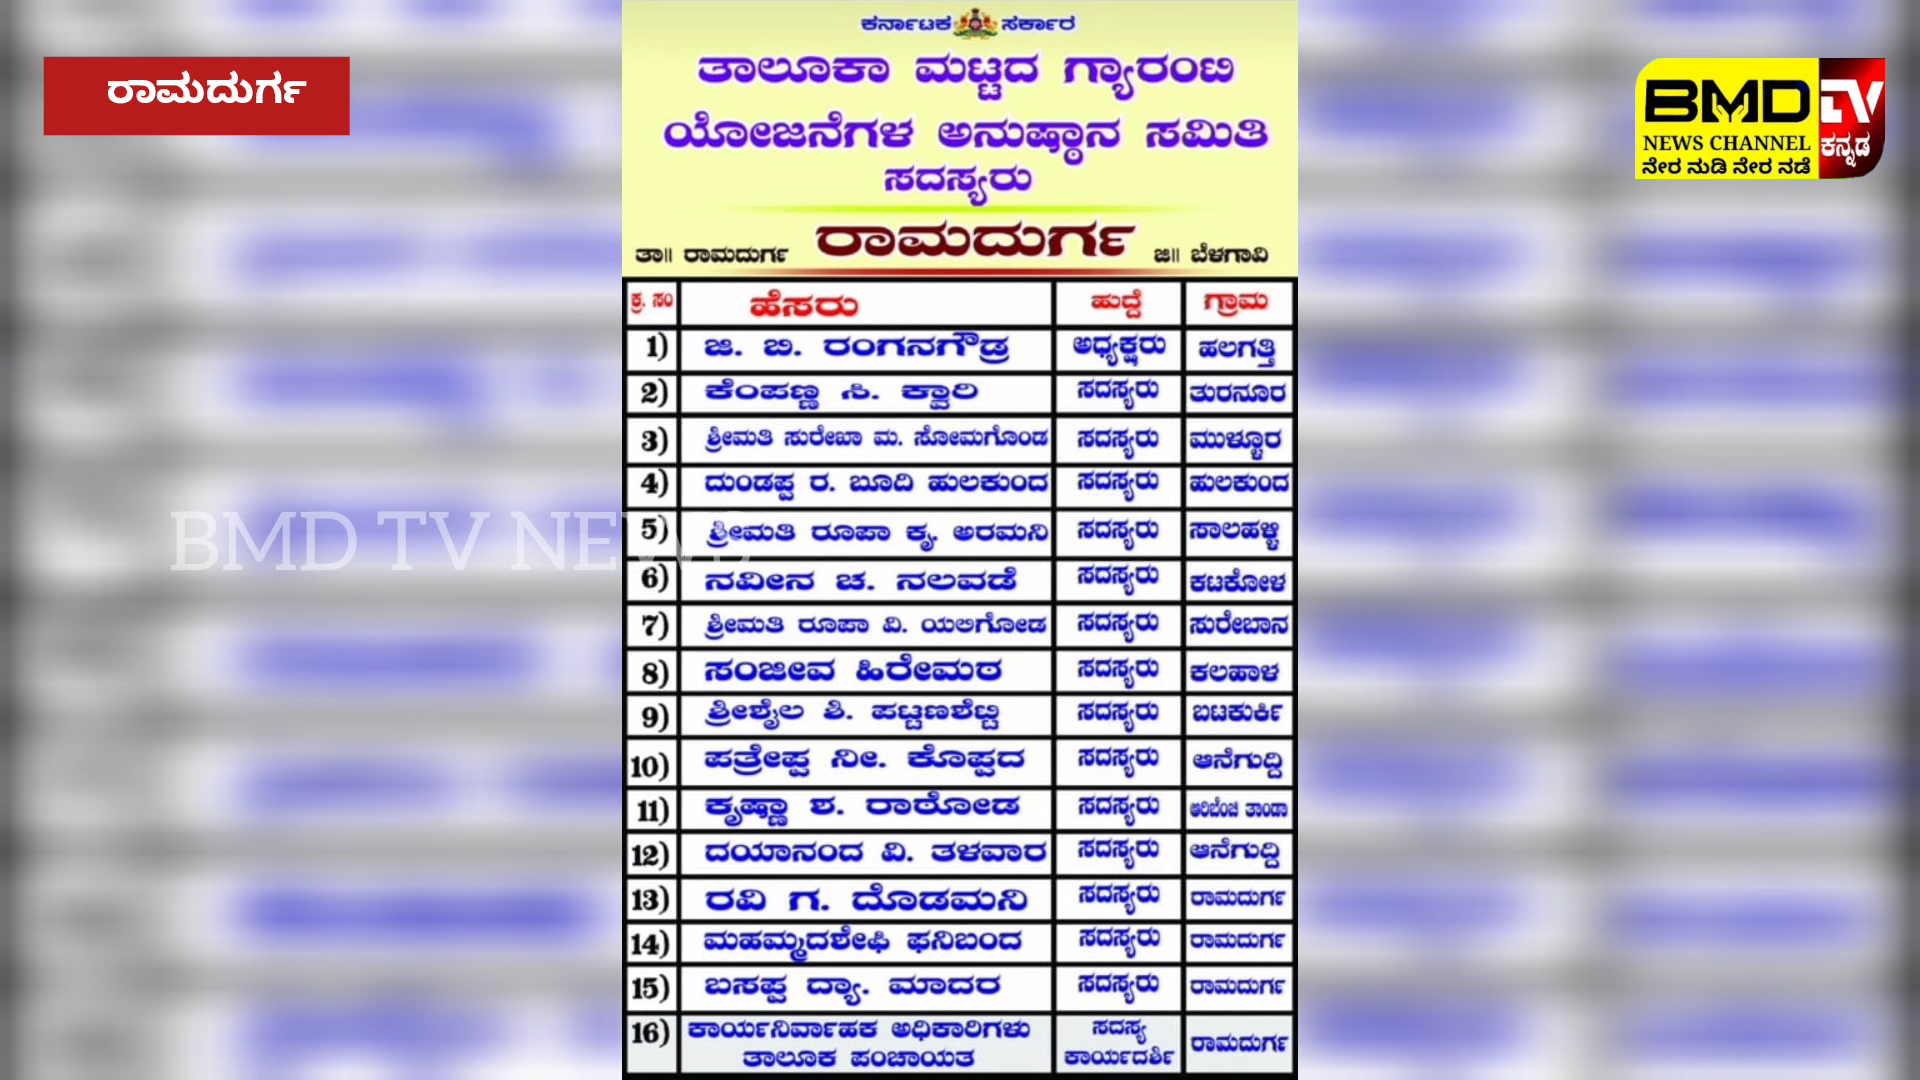 ರಾಮದುರ್ಗ
BMD TV
NEWS CHANNEL ಕನ್ನಡ
ನೇರ ನುಡಿ ನೇರ ನಡೆ
ಕರ್ನಾಟಕ ಸರ್ಕಾರ
ತಾಲೂಕಾ ಮಟ್ಟದ ಗ್ಯಾರಂಟಿ
ಯೋಜನೆಗಳ ಅನುಷ್ಠಾನ ಸಮಿತಿ
ಸದಸ್ಯರು
ತಾ॥ ರಾಮದುರ್ಗ ರಾಮದುರ್ಗ ಜಿ॥ ಬೆಳಗಾವಿ
ಕ್ರ. ಸಂ ಹೆಸರು ಹುದ್ದೆ ಗ್ರಾಮ
1) ಜಿ. ಬಿ. ರಂಗನಗೌಡ್ರ ಅಧ್ಯಕ್ಷರು ಹಲಗತ್ತಿ
2) ಕೆಂಪಣ್ಣ ಸಿ. ಕ್ವಾರಿ ಸದಸ್ಯರು ತುರನೂರ
3) ಶ್ರೀಮತಿ ಸುರೇಖಾ ಮ. ಸೋಮಗೊಂಡ ಸದಸ್ಯರು ಮುಳ್ಳೂರ
4) ದುಂಡಪ್ಪ ರ. ಬೂದಿ ಹುಲಕುಂದ ಸದಸ್ಯರು ಹುಲಕುಂದ
5) ಶ್ರೀಮತಿ ರೂಪಾ ಕೃ. ಅರಮನಿ ಸದಸ್ಯರು ಸಾಲಹಳ್ಳಿ
BMD TV NEWS
6) ನವೀನ ಚ. ನಲವಡೆ ಸದಸ್ಯರು ಕಟಕೋಳ
7) ಶ್ರೀಮತಿ ರೂಪಾ ವಿ. ಯಲಿಗೋಡ ಸದಸ್ಯರು ಸುರೇಬಾನ
8) ಸಂಜೀವ ಹಿರೇಮಠ ಸದಸ್ಯರು ಕಲಹಾಳ
9) ಶ್ರೀಶೈಲ ಶಿ. ಪಟ್ಟಣಶೆಟ್ಟಿ ಸದಸ್ಯರು ಬಟಕುರ್ಕಿ
10) ಪತ್ರೇಪ್ಪ ನೀ. ಕೊಪ್ಪದ ಸದಸ್ಯರು ಆನೆಗುದ್ದಿ
11) ಕೃಷ್ಣಾ ಶ. ರಾಠೋಡ ಸದಸ್ಯರು ಅರಿಬೆಂಚಿ ತಾಂಡಾ
12) ದಯಾನಂದ ವಿ. ತಳವಾರ ಸದಸ್ಯರು ಆನೆಗುದ್ದಿ
13) ರವಿ ಗ. ದೊಡಮನಿ ಸದಸ್ಯರು ರಾಮದುರ್ಗ
14) ಮಹಮ್ಮದಶೇಫಿ ಫನಿಬಂದ ಸದಸ್ಯರು ರಾಮದುರ್ಗ
15) ಬಸಪ್ಪ ದ್ಯಾ. ಮಾದರ ಸದಸ್ಯರು ರಾಮದುರ್ಗ
16) ಕಾರ್ಯನಿರ್ವಾಹಕ ಅಧಿಕಾರಿಗಳು ಸದಸ್ಯ ರಾಮದುರ್ಗ
ತಾಲೂಕ ಪಂಚಾಯತ ಕಾರ್ಯದರ್ಶಿ